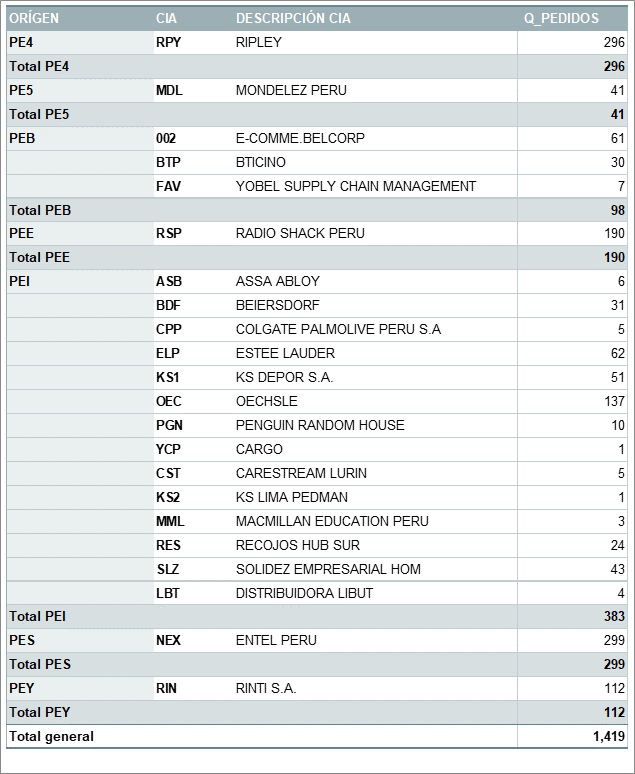 ORÍGEN CIA DESCRIPCIÓN CIA Q_PEDIDOS
PE4 RPY RIPLEY 296
Total PE4 296
PE5 MDL MONDELEZ PERU 41
Total PE5 41
PEB 002 E-COMME.BELCORP 61
BTP BTICINO 30
FAV YOBEL SUPPLY CHAIN MANAGEMENT 7
Total PEB 98
PEE RSP RADIO SHACK PERU 190
Total PEE 190
PEI ASB ASSA ABLOY 6
BDF BEIERSDORF 31
CPP COLGATE PALMOLIVE PERU S.A 5
ELP ESTEE LAUDER 62
KS1 KS DEPOR S.A. 51
OEC OECHSLE 137
PGN PENGUIN RANDOM HOUSE 10
YCP CARGO 1
CST CARESTREAM LURIN 5
KS2 KS LIMA PEDMAN 1
MML MACMILLAN EDUCATION PERU 3
RES RECOJOS HUB SUR 24
SLZ SOLIDEZ EMPRESARIAL HOM 43
LBT DISTRIBUIDORA LIBUT 4
Total PEI 383
PES NEX ENTEL PERU 299
Total PES 299
PEY RIN RINTI S.A. 112
Total PEY 112
Total general 1,419